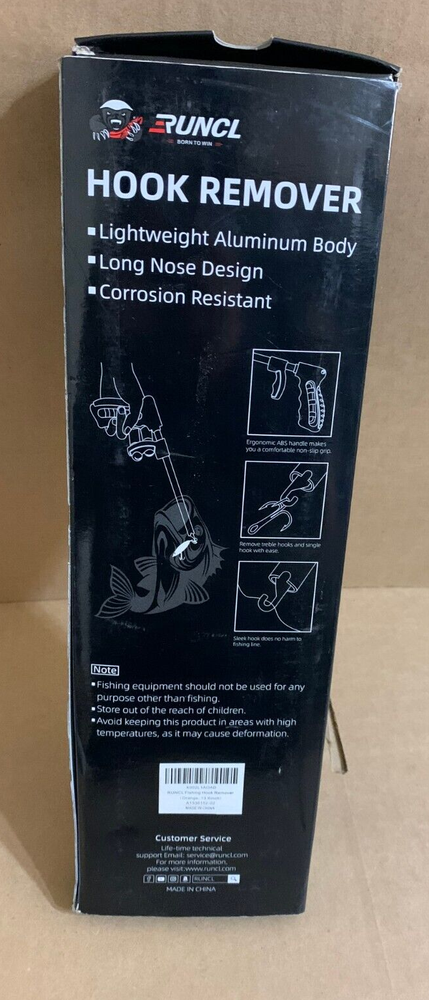 RUNCL
BORN TO WIN
HOOK REMOVER
▪Lightweight Aluminum Body
▪Long Nose Design
▪Corrosion Resistant
Ergonomic ABS handle makes
you a comfortable non-slip grip.
Remove treble hooks and single
hook with ease.
Sleek hook does no harm to
fishing line.
Note
▪Fishing equipment should not be used for any
purpose other than fishing.
▪Store out of the reach of children.
▪Avoid keeping this product in areas with high
temperatures, as it may cause deformation.
RUNCL Fishing Hook Remover
Customer Service
Life-time technical
support Email: service@runcl.com
For more information,
please visit:www.runcl.com
RUNCL
MADE IN CHINA